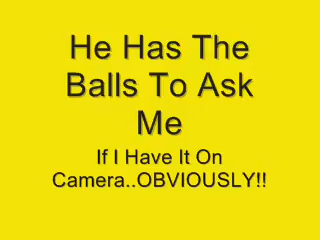 He Has The
Balls To Ask
Me
If I Have It On
Camera..OBVIOUSLY!!